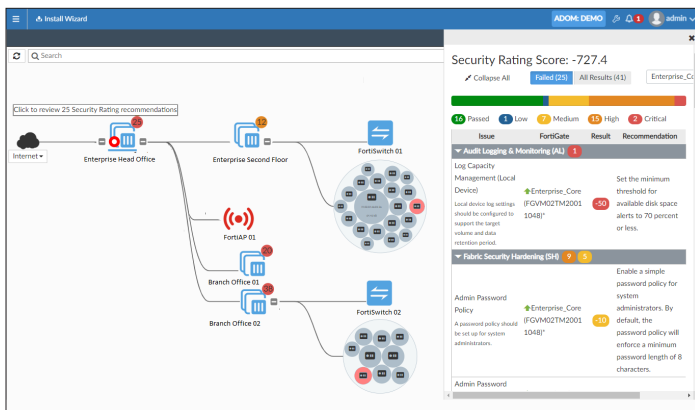 Install Wizard
ADOM: DEMO
1
admin
Search
Security Rating Score: -727.4
Collapse All
Failed (25)
All Results (41)
Enterprise_Co
Click to review 25 Security Rating recommendations
16 Passed
1 Low
7 Medium
15 High
2 Critical
Issue
FortiGate
Result
Recommendation
Audit Logging & Monitoring (AL) 1
Log Capacity
Management (Local
Device)
Local device log settings
should be configured to
support the target
volume and data
retention period.
Enterprise_Core
(FGVM02TM2001
1048)*
-50
Set the minimum
threshold for
available disk space
alerts to 70 percent
or less.
Fabric Security Hardening (SH) 9 5
Admin Password
Policy
A password policy should
be set up for system
administrators.
Enterprise_Core
(FGVM02TM2001
1048)*
-10
Enable a simple
password policy for
system
administrators. By
default, the
password policy will
enforce a minimum
password length of 8
characters.
Admin Password
Internet
25
Enterprise Head Office
12
Enterprise Second Floor
FortiSwitch 01
FortiAP 01
20
Branch Office 01
38
Branch Office 02
FortiSwitch 02